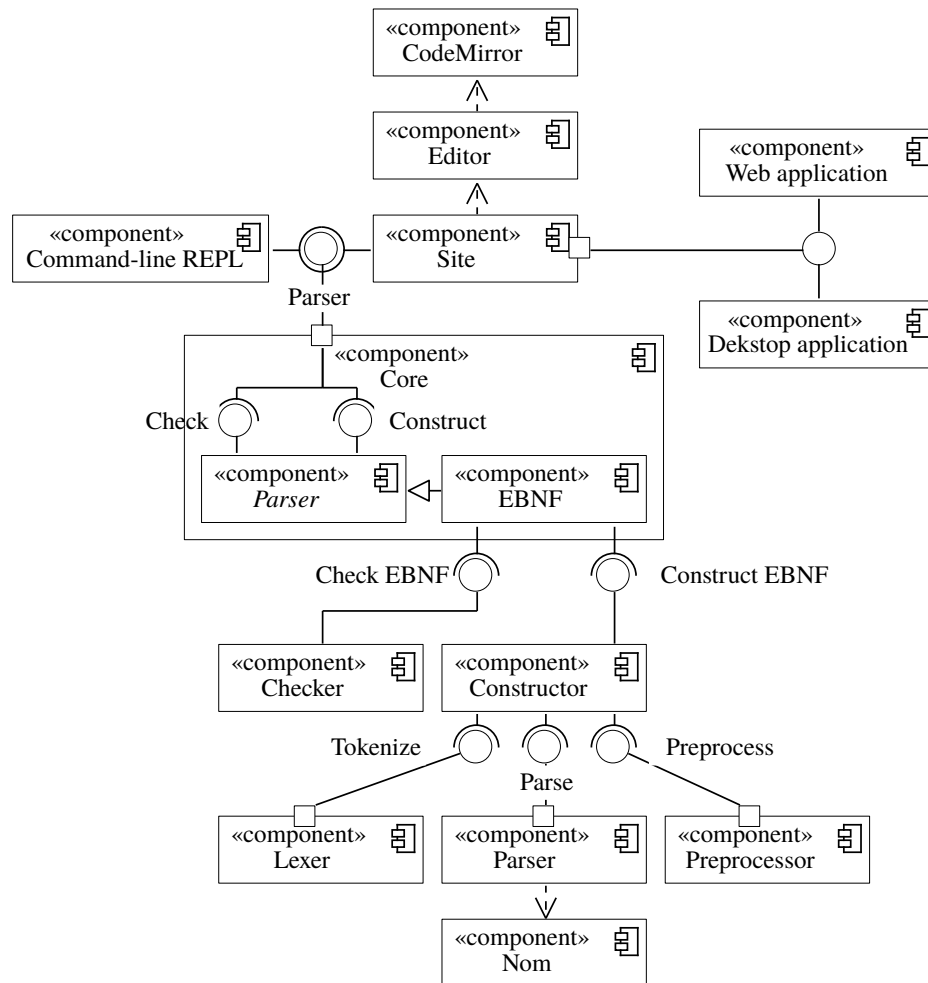 «component»
CodeMirror
«component»
Editor
«component»
Web application
«component»
Command-line REPL
«component»
Site
Parser
«component»
Dekstop application
«component»
Core
Check
Construct
«component»
Parser
«component»
EBNF
Check EBNF
Construct EBNF
«component»
Checker
«component»
Constructor
Tokenize
Preprocess
Parse
«component»
Lexer
«component»
Parser
«component»
Preprocessor
«component»
Nom